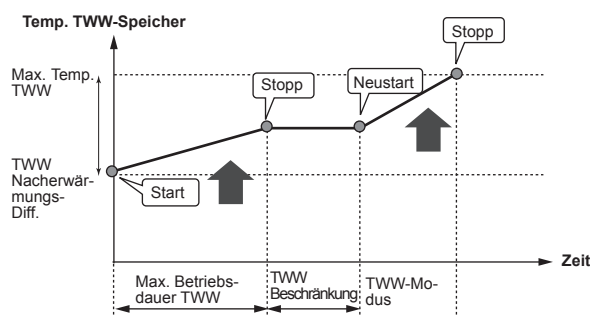 Temp. TWW-Speicher
Stopp
Max. Temp.
TWW
Stopp
Neustart
TWW
Nacherwär-
mungs-
Diff.
Start
Zeit
Max. Betriebs-
dauer TWW
TWW
Beschränkung
TWW-Mo-
dus